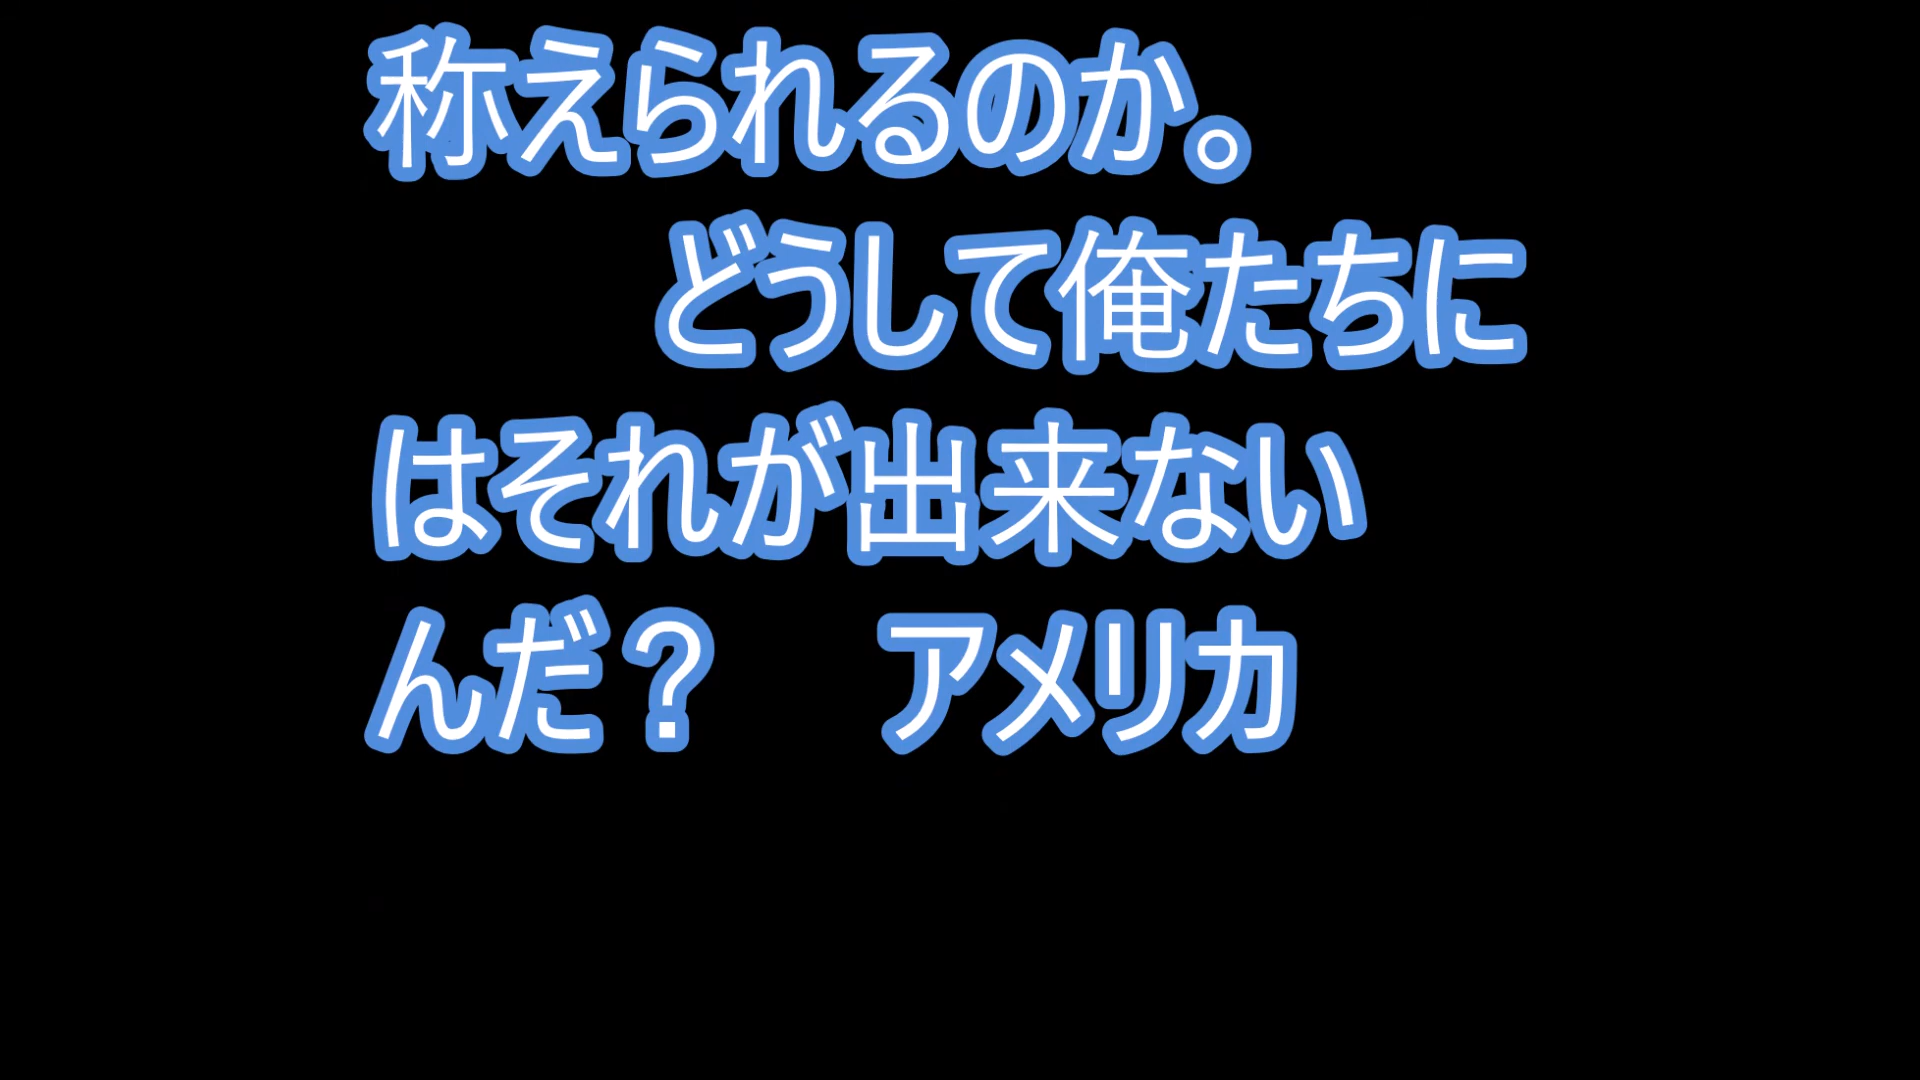 称えられるのか。
どうして俺たちに
はそれが出来ない
んだ？　アメリカ